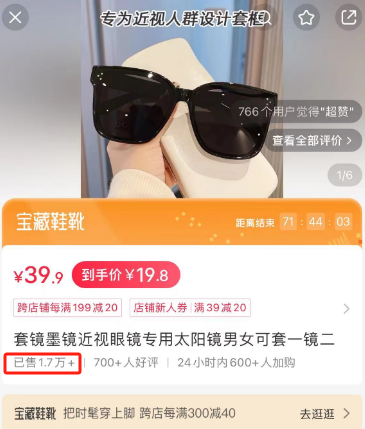 专为近视人群设计套框
766个用户觉得"超赞"
查看全部评价 >
1/6
宝藏鞋靴
距离结束 71 : 44 : 03
¥39.9 到手价¥19.8
跨店铺每满199减20 店铺新人券 满39减20 >
套镜墨镜近视眼镜专用太阳镜男女可套一镜二
已售1.7万+ | 700+人好评 | 24小时内600+人加购
宝藏鞋靴 把时髦穿上脚 跨店每满300减40 去逛逛 >